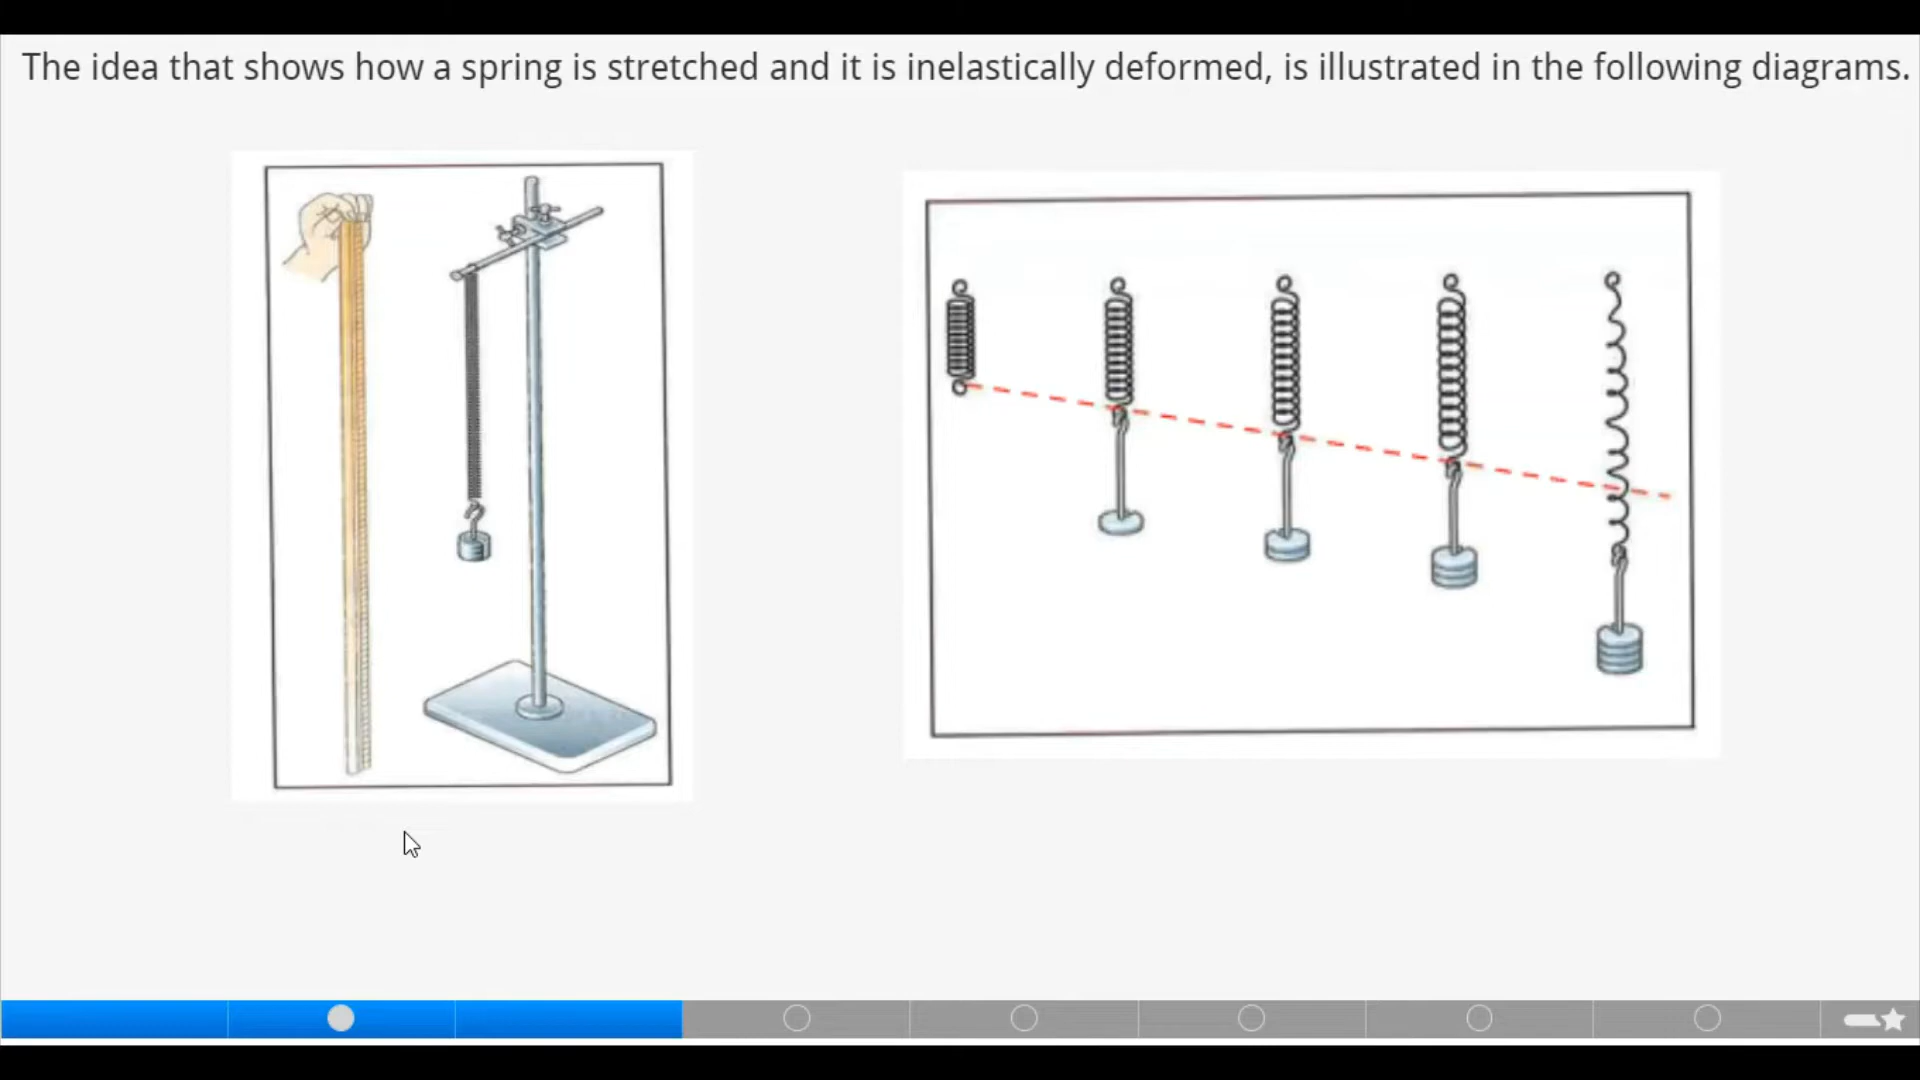 The idea that shows how a spring is stretched and it is inelastically deformed, is illustrated in the following diagrams.